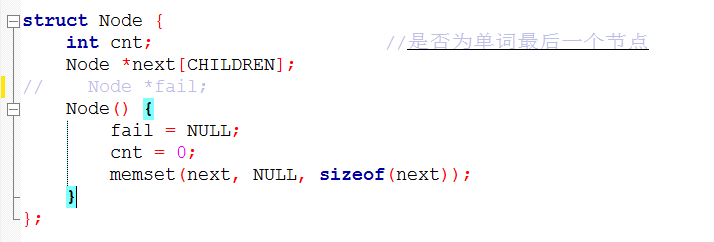 struct Node {
    int cnt;                     //是否为单词最后一个节点
    Node *next[CHILDREN];
//    Node *fail;
    Node() {
        fail = NULL;
        cnt = 0;
        memset(next, NULL, sizeof(next));
    }
};